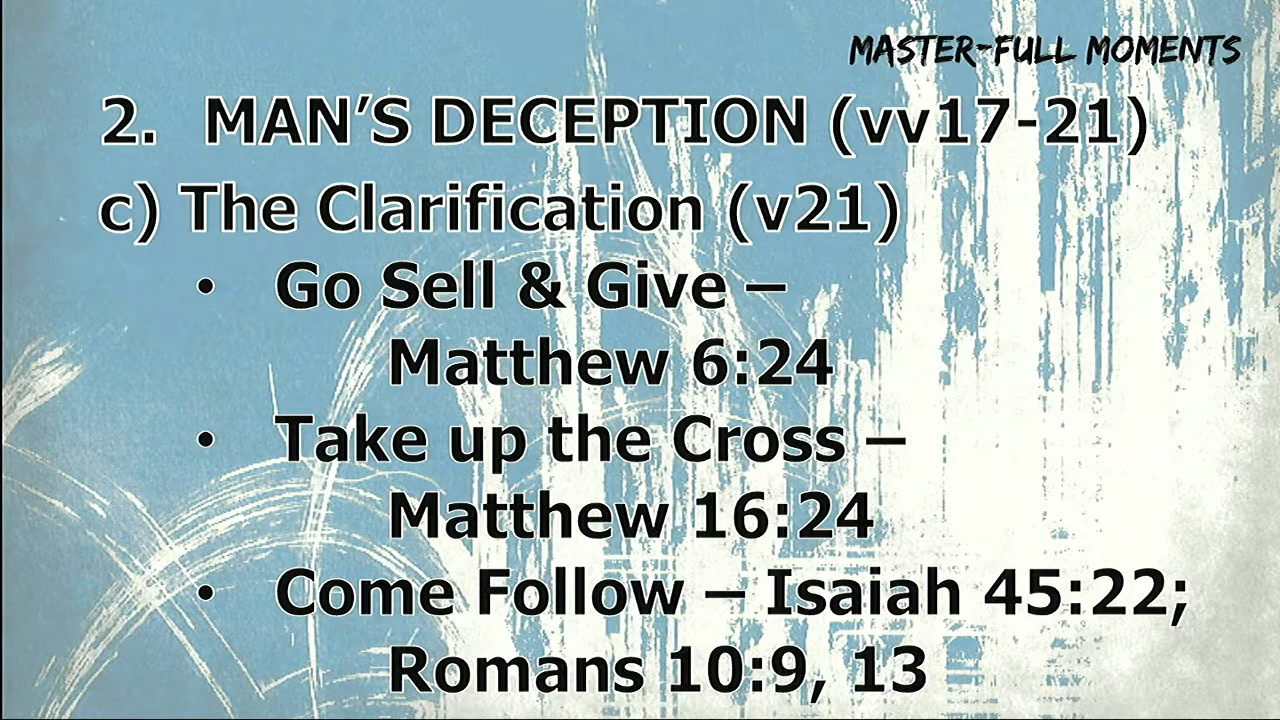 MASTER-FULL MOMENTS
2. MAN’S DECEPTION (vv17-21)
c) The Clarification (v21)
• Go Sell & Give –
Matthew 6:24
• Take up the Cross –
Matthew 16:24
• Come Follow – Isaiah 45:22;
Romans 10:9, 13